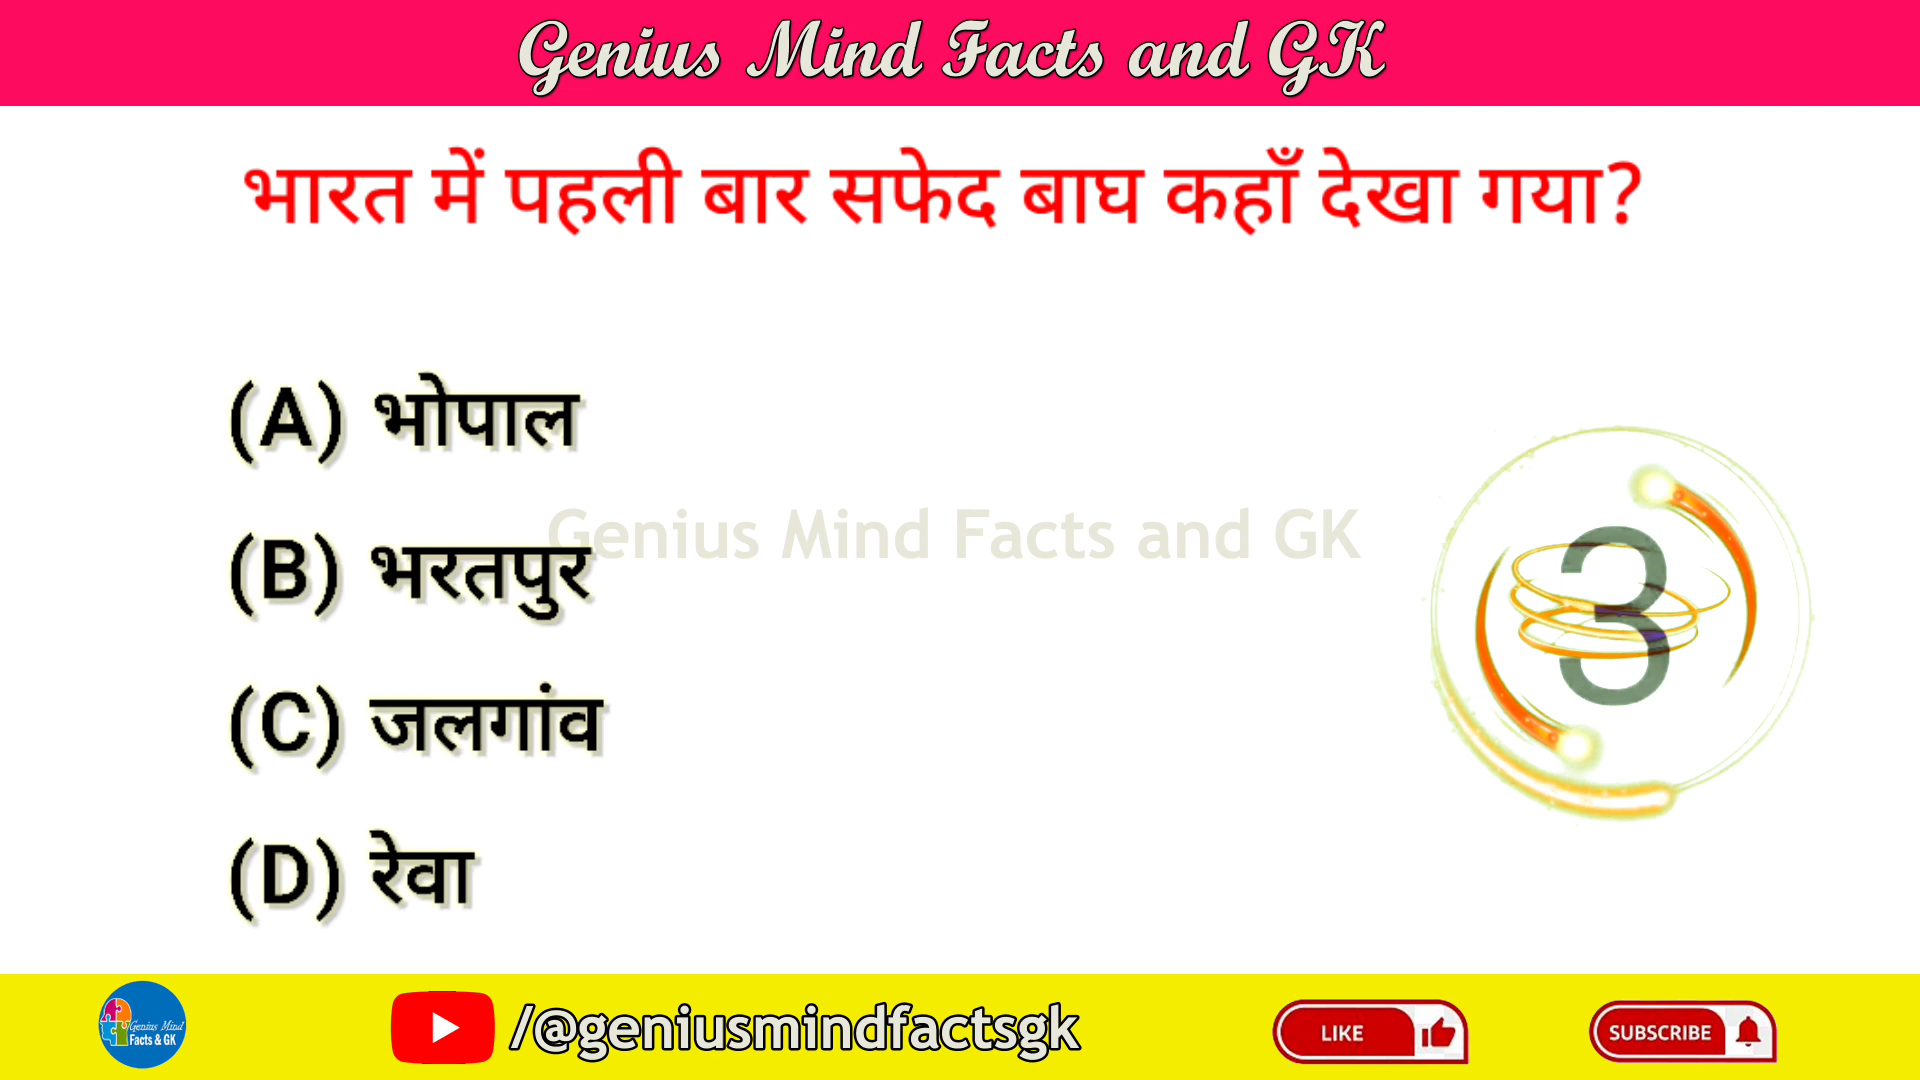 Genius Mind Facts and GK
भारत में पहली बार सफेद बाघ कहाँ देखा गया?
(A) भोपाल
Genius Mind Facts and GK
(B) भरतपुर
3
(C) जलगांव
(D) रेवा
Genius Mind
Facts & GK
/@geniusmindfactsgk
LIKE
SUBSCRIBE